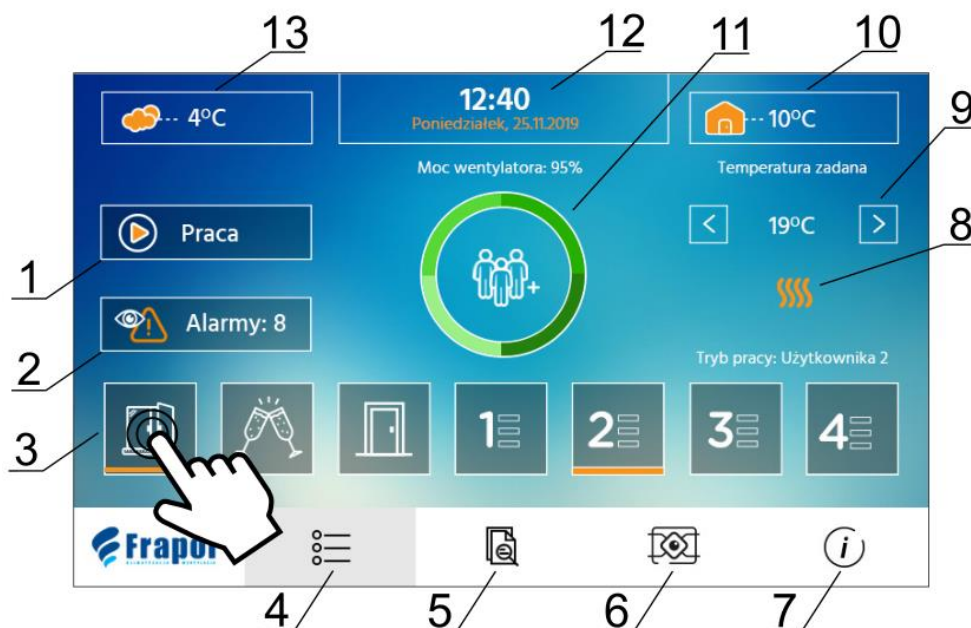 13
12
11
10
4°C
12:40
Poniedziałek, 25.11.2019
10°C
9
Moc wentylatora: 95%
Temperatura zadana
< 19°C >
8
1
Praca
2
Alarmy: 8
Tryb pracy: Użytkownika 2
3
1
2
3
4
Frapol
i
4
5
6
7